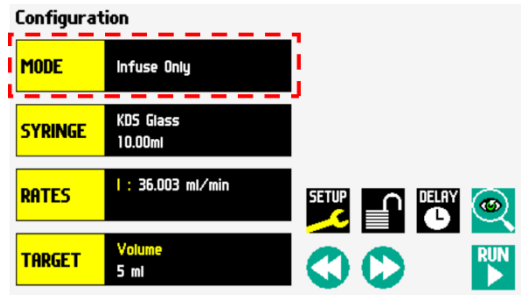 Configuration
MODE
Infuse Only
SYRINGE
KDS Glass
10.00ml
RATES
I : 36.003 ml/min
SETUP
DELAY
TARGET
Volume
5 ml
RUN